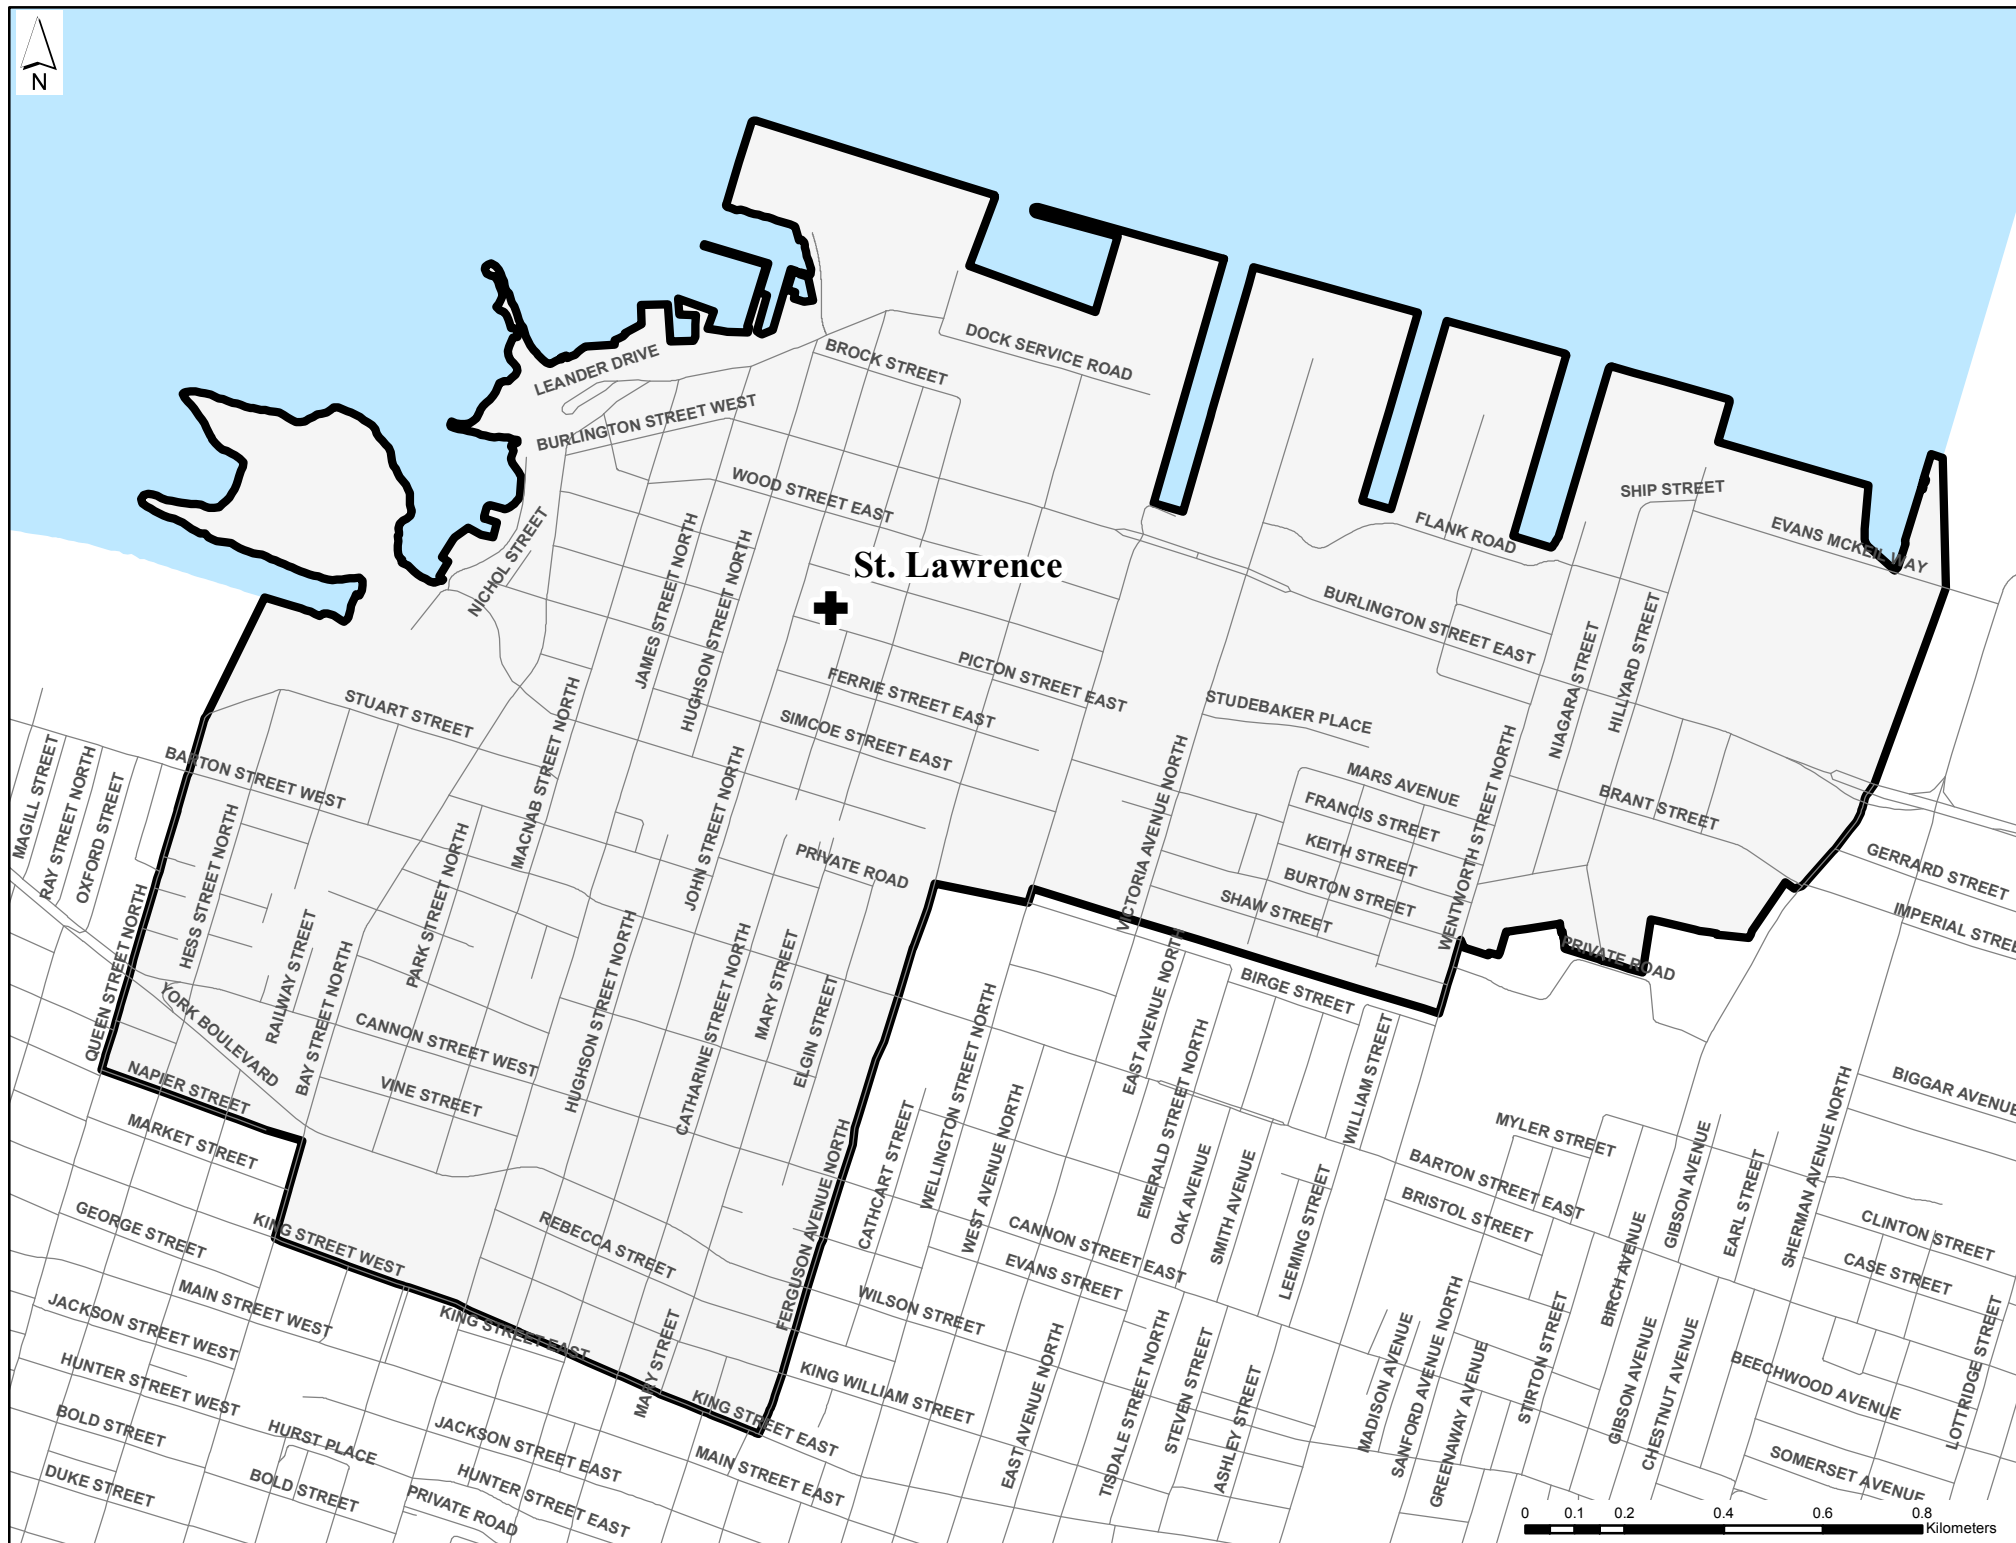 N
DOCK SERVICE ROAD
BROCK STREET
LEANDER DRIVE
BURLINGTON STREET WEST
WOOD STREET EAST
SHIP STREET
FLANK ROAD
EVANS MCKEIL WAY
NICHOL STREET
JAMES STREET NORTH
HUGHSON STREET NORTH
St. Lawrence
BURLINGTON STREET EAST
NIAGARA STREET
HILLYARD STREET
PICTON STREET EAST
FERRIE STREET EAST
SIMCOE STREET EAST
STUDEBAKER PLACE
STUART STREET
BARTON STREET WEST
MAGILL STREET
RAY STREET NORTH
OXFORD STREET
MACNAB STREET NORTH
JOHN STREET NORTH
VICTORIA AVENUE NORTH
MARS AVENUE
FRANCIS STREET
KEITH STREET
BURTON STREET
SHAW STREET
WENTWORTH STREET NORTH
BRANT STREET
GERRARD STREET
IMPERIAL STREE
PRIVATE ROAD
PRIVATE ROAD
QUEEN STREET NORTH
HESS STREET NORTH
RAILWAY STREET
BAY STREET NORTH
PARK STREET NORTH
HUGHSON STREET NORTH
CATHARINE STREET NORTH
MARY STREET
ELGIN STREET
YORK BOULEVARD
CANNON STREET WEST
VINE STREET
NAPIER STREET
MARKET STREET
BIRGE STREET
EAST AVENUE NORTH
EMERALD STREET NORTH
WILLIAM STREET
WELLINGTON STREET NORTH
WEST AVENUE NORTH
CATHCART STREET
FERGUSON AVENUE NORTH
OAK AVENUE
SMITH AVENUE
LEEMING STREET
MYLER STREET
BARTON STREET EAST
BRISTOL STREET
BIGGAR AVENUE
SHERMAN AVENUE NORTH
GIBSON AVENUE
EARL STREET
BIRCH AVENUE
CLINTON STREET
CASE STREET
GEORGE STREET
KING STREET WEST
MAIN STREET WEST
JACKSON STREET WEST
HUNTER STREET WEST
BOLD STREET
DUKE STREET
HURST PLACE
BOLD STREET
REBECCA STREET
KING STREET EAST
MARY STREET
KING STREET EAST
KING WILLIAM STREET
WILSON STREET
CANNON STREET EAST
EVANS STREET
JACKSON STREET EAST
HUNTER STREET EAST
PRIVATE ROAD
MAIN STREET EAST
EAST AVENUE NORTH
TISDALE STREET NORTH
STEVEN STREET
ASHLEY STREET
MADISON AVENUE
SANFORD AVENUE NORTH
GREENAWAY AVENUE
STIRTON STREET
GIBSON AVENUE
CHESTNUT AVENUE
BEECHWOOD AVENUE
SOMERSET AVENUE
LOTTRIDGE STREET
0 0.1 0.2 0.4 0.6 0.8
Kilometers